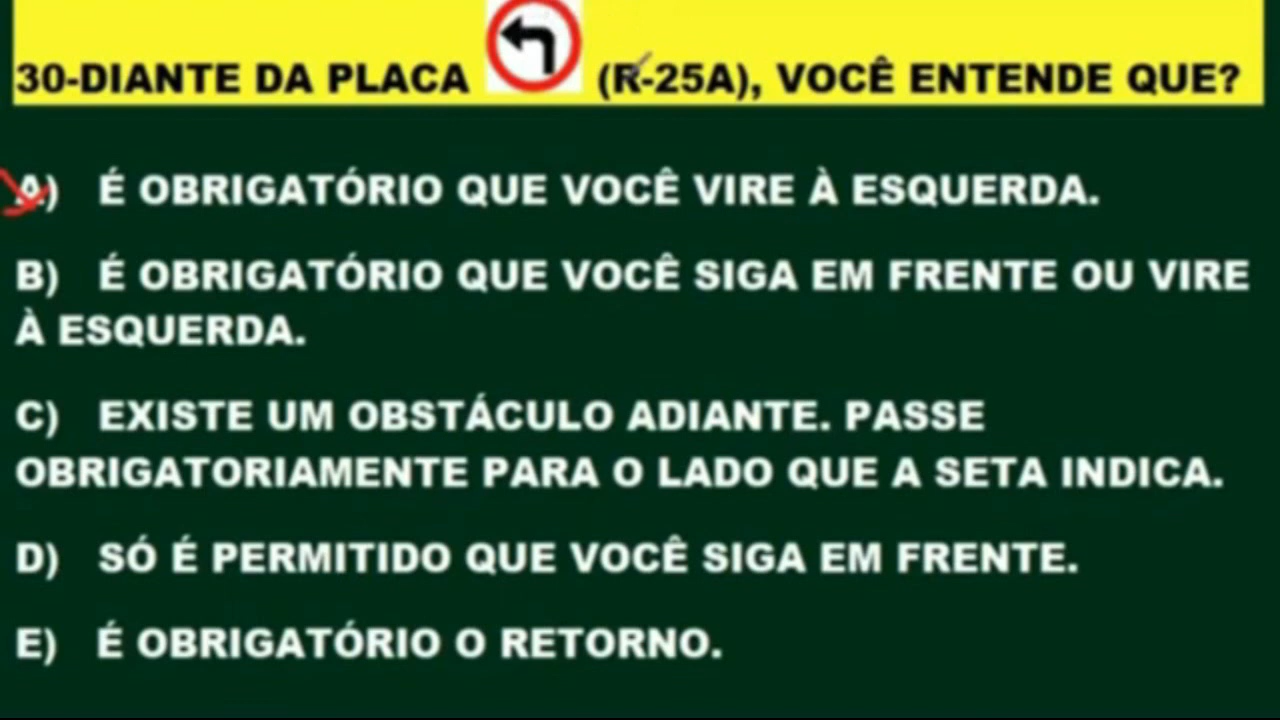 30-DIANTE DA PLACA (R-25A), VOCÊ ENTENDE QUE?
A) É OBRIGATÓRIO QUE VOCÊ VIRE À ESQUERDA.
B) É OBRIGATÓRIO QUE VOCÊ SIGA EM FRENTE OU VIRE
À ESQUERDA.
C) EXISTE UM OBSTÁCULO ADIANTE. PASSE
OBRIGATORIAMENTE PARA O LADO QUE A SETA INDICA.
D) SÓ É PERMITIDO QUE VOCÊ SIGA EM FRENTE.
E) É OBRIGATÓRIO O RETORNO.